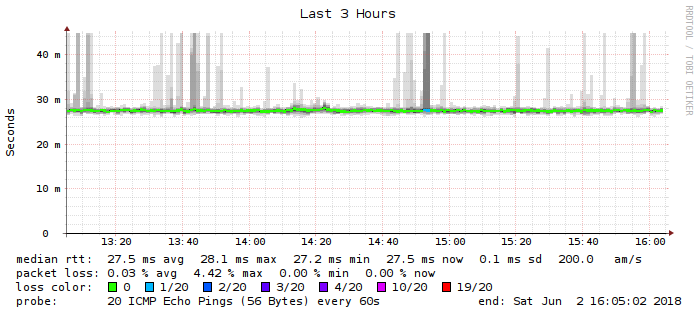 Last 3 Hours
RRDTOOL / TOBI OETIKER
Seconds
40 m
30 m
20 m
10 m
0
13:20 13:40 14:00 14:20 14:40 15:00 15:20 15:40 16:00
median rtt: 27.5 ms avg 28.1 ms max 27.2 ms min 27.5 ms now 0.1 ms sd 200.0 am/s
packet loss: 0.03 % avg 4.42 % max 0.00 % min 0.00 % now
loss color: 0 1/20 2/20 3/20 4/20 10/20 19/20
probe: 20 ICMP Echo Pings (56 Bytes) every 60s end: Sat Jun 2 16:05:02 2018